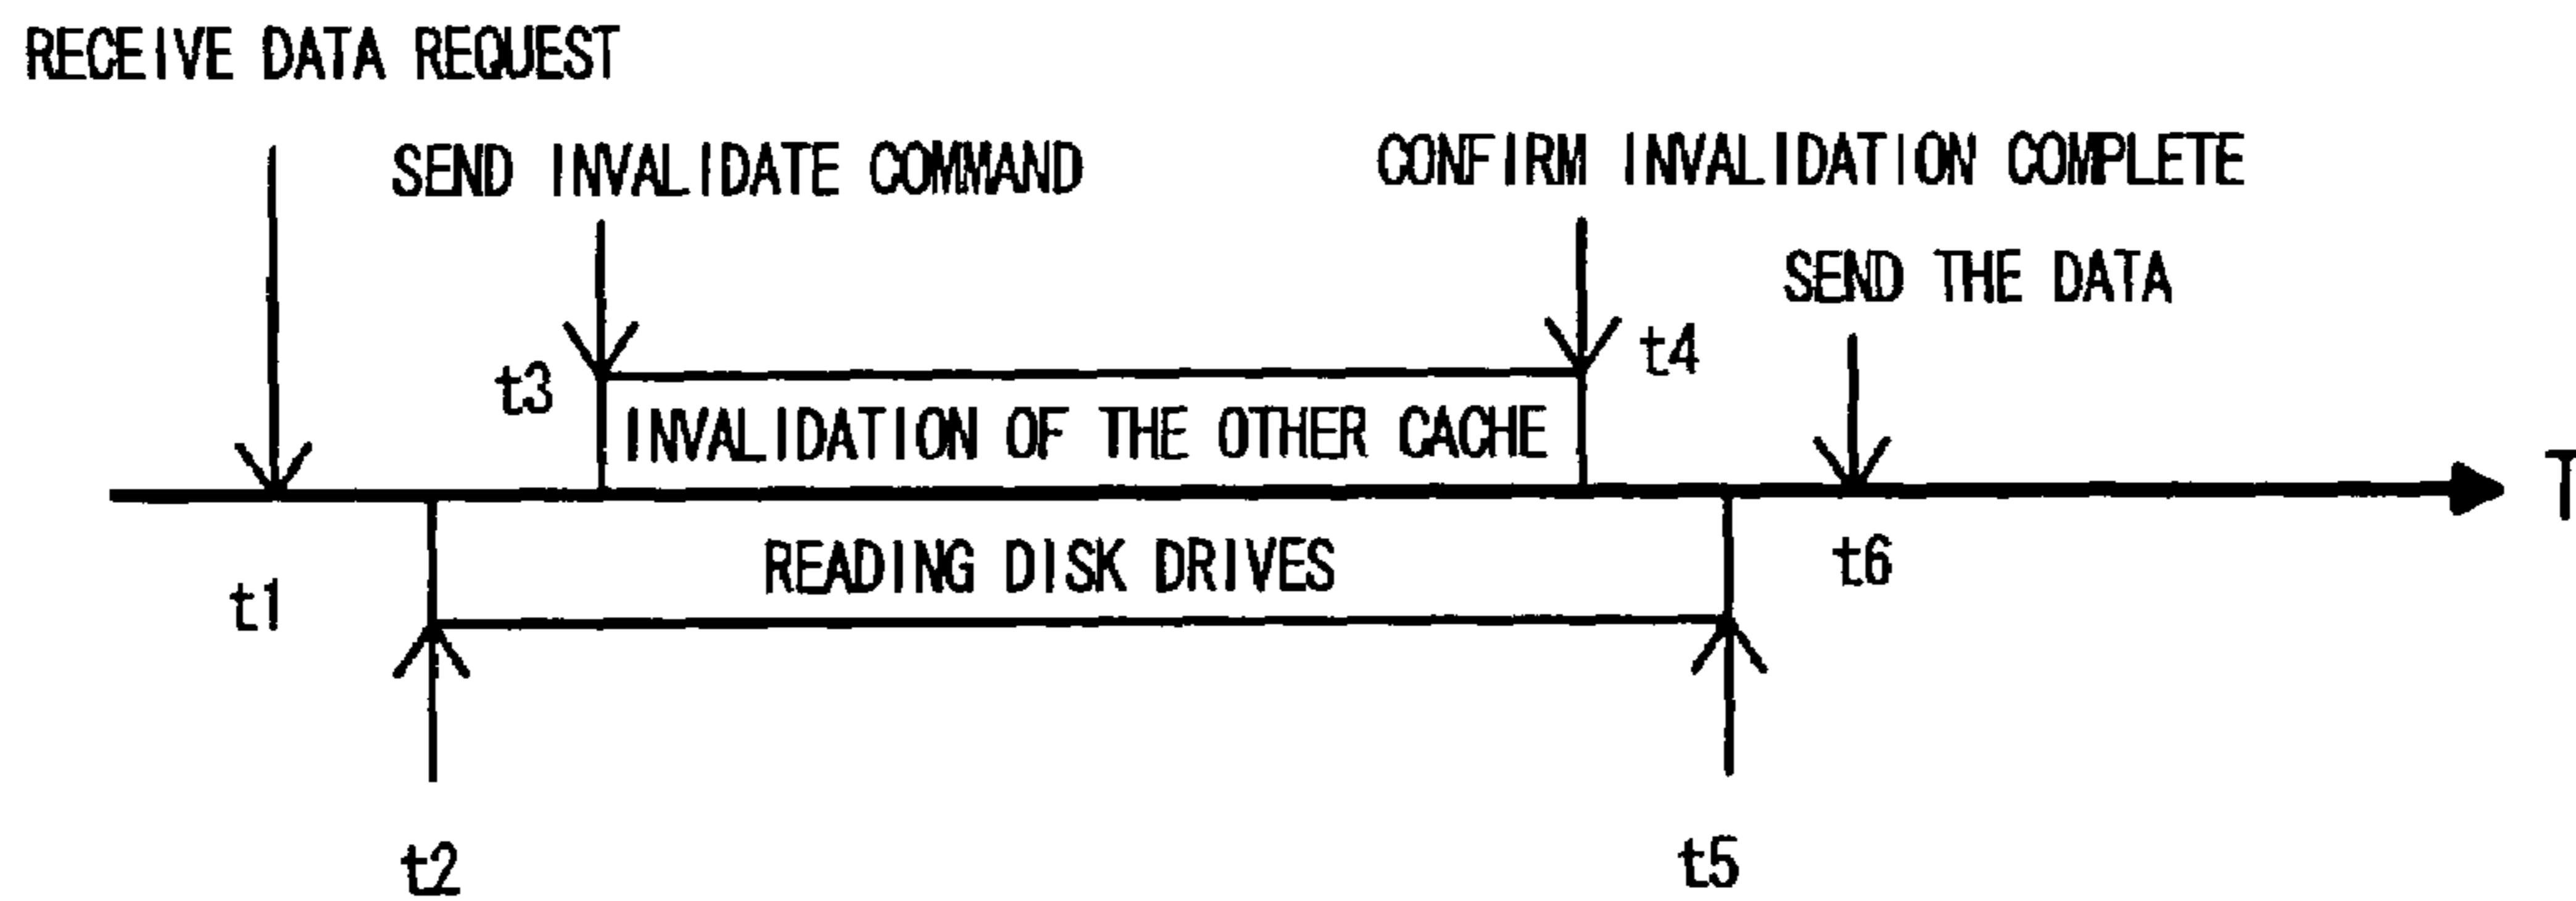 RECEIVE DATA REQUEST
SEND INVALIDATE COMMAND
CONFIRM INVALIDATION COMPLETE
SEND THE DATA
t3
t4
INVALIDATION OF THE OTHER CACHE
T
READING DISK DRIVES
t1
t6
t2
t5